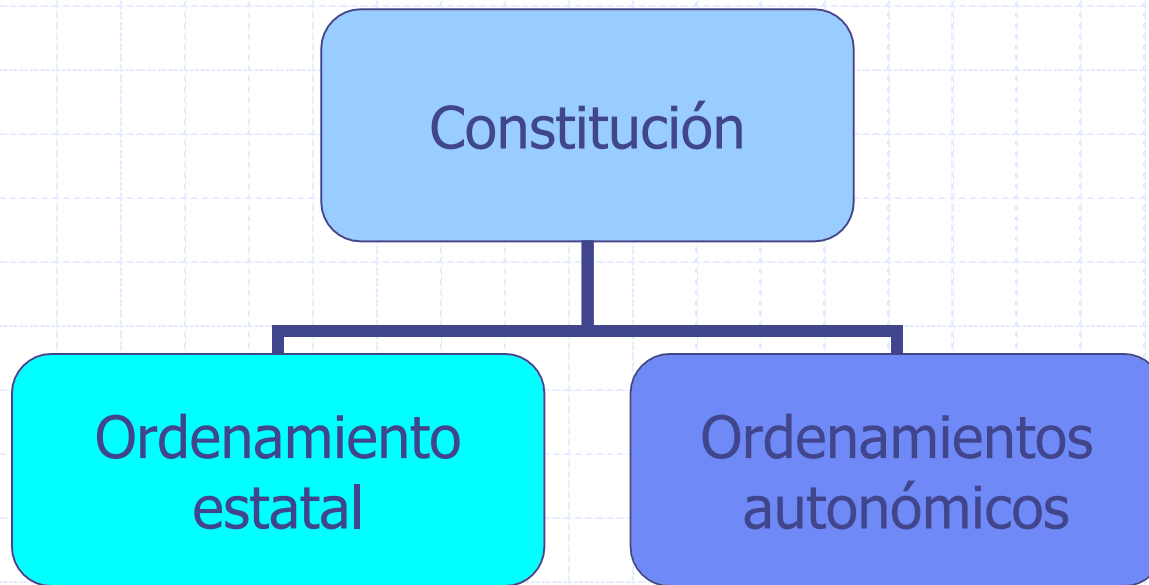 Constitución
Ordenamiento
estatal
Ordenamientos
autonómicos